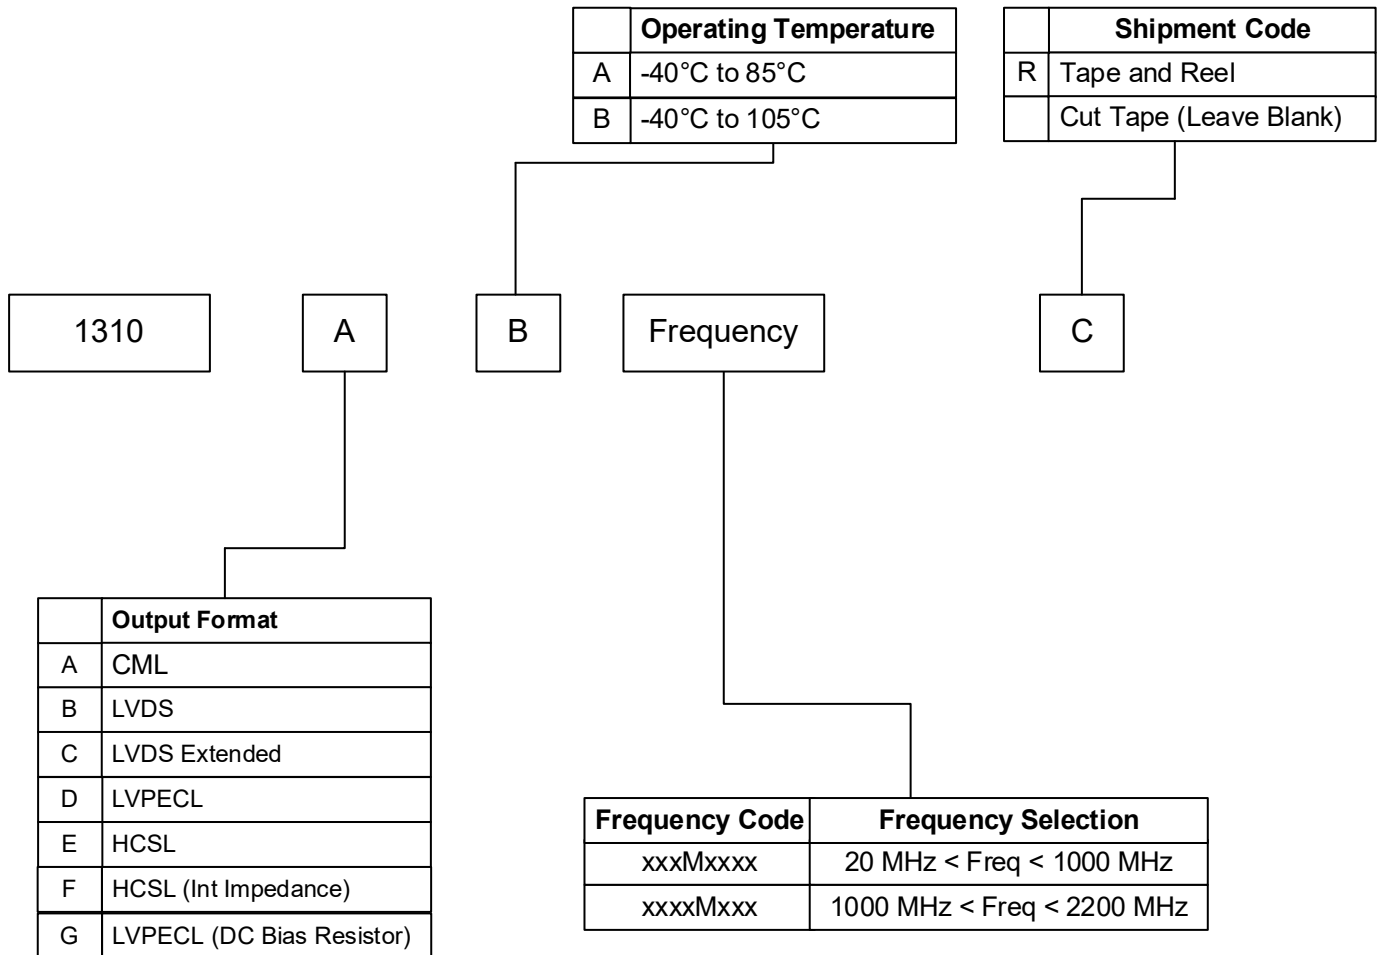 Operating Temperature
A -40°C to 85°C
B -40°C to 105°C
Shipment Code
R Tape and Reel
Cut Tape (Leave Blank)
1310 A B Frequency C
Output Format
A CML
B LVDS
C LVDS Extended
D LVPECL
E HCSL
F HCSL (Int Impedance)
G LVPECL (DC Bias Resistor)
Frequency Code Frequency Selection
xxxMxxxx 20 MHz < Freq < 1000 MHz
xxxxMxxx 1000 MHz < Freq < 2200 MHz